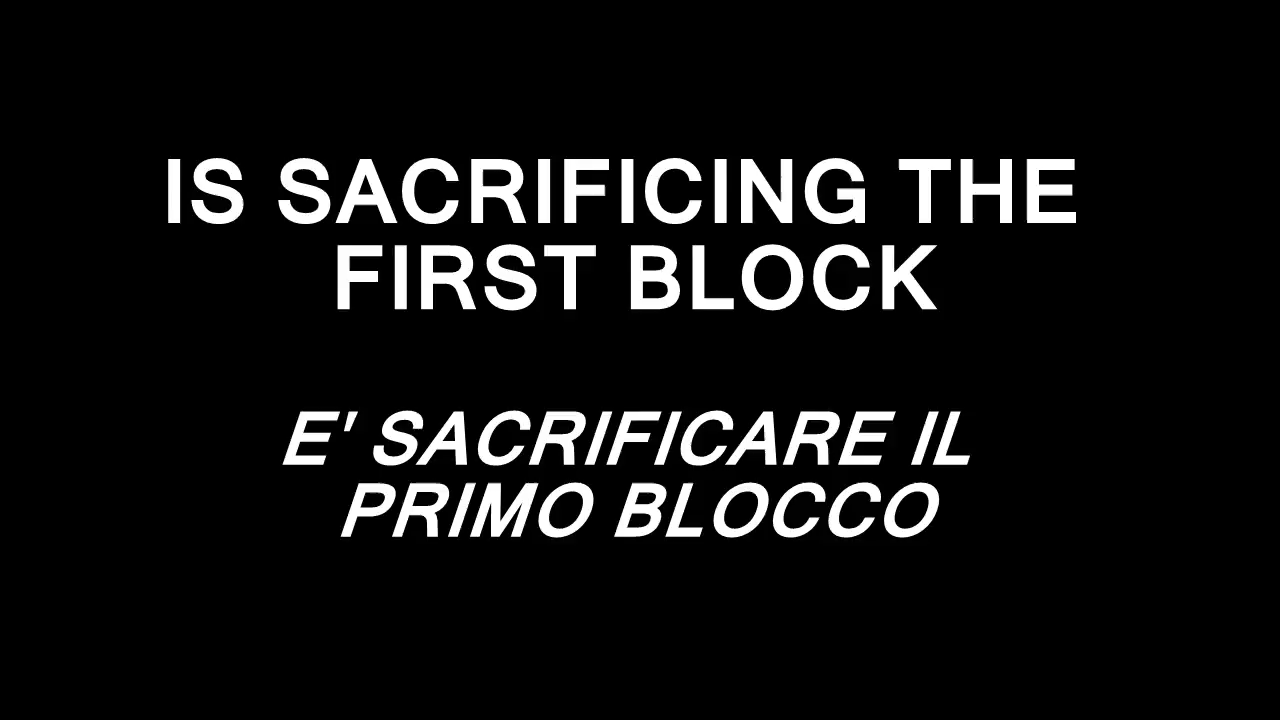 IS SACRIFICING THE
FIRST BLOCK
E' SACRIFICARE IL
PRIMO BLOCCO